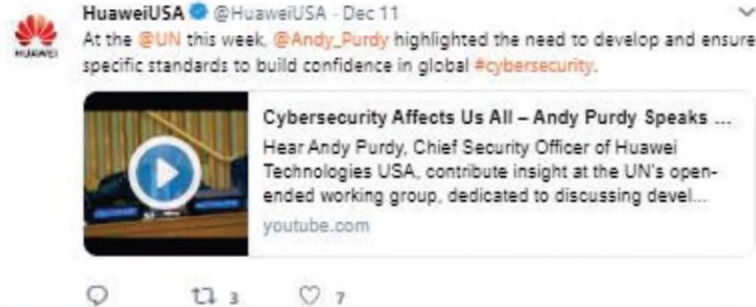 HuaweiUSA @HuaweiUSA - Dec 11
At the @UN this week, @Andy_Purdy highlighted the need to develop and ensure
specific standards to build confidence in global #cybersecurity.
HUAWEI
Cybersecurity Affects Us All – Andy Purdy Speaks ...
Hear Andy Purdy, Chief Security Officer of Huawei
Technologies USA, contribute insight at the UN's open-
ended working group, dedicated to discussing devel...
youtube.com
3 7